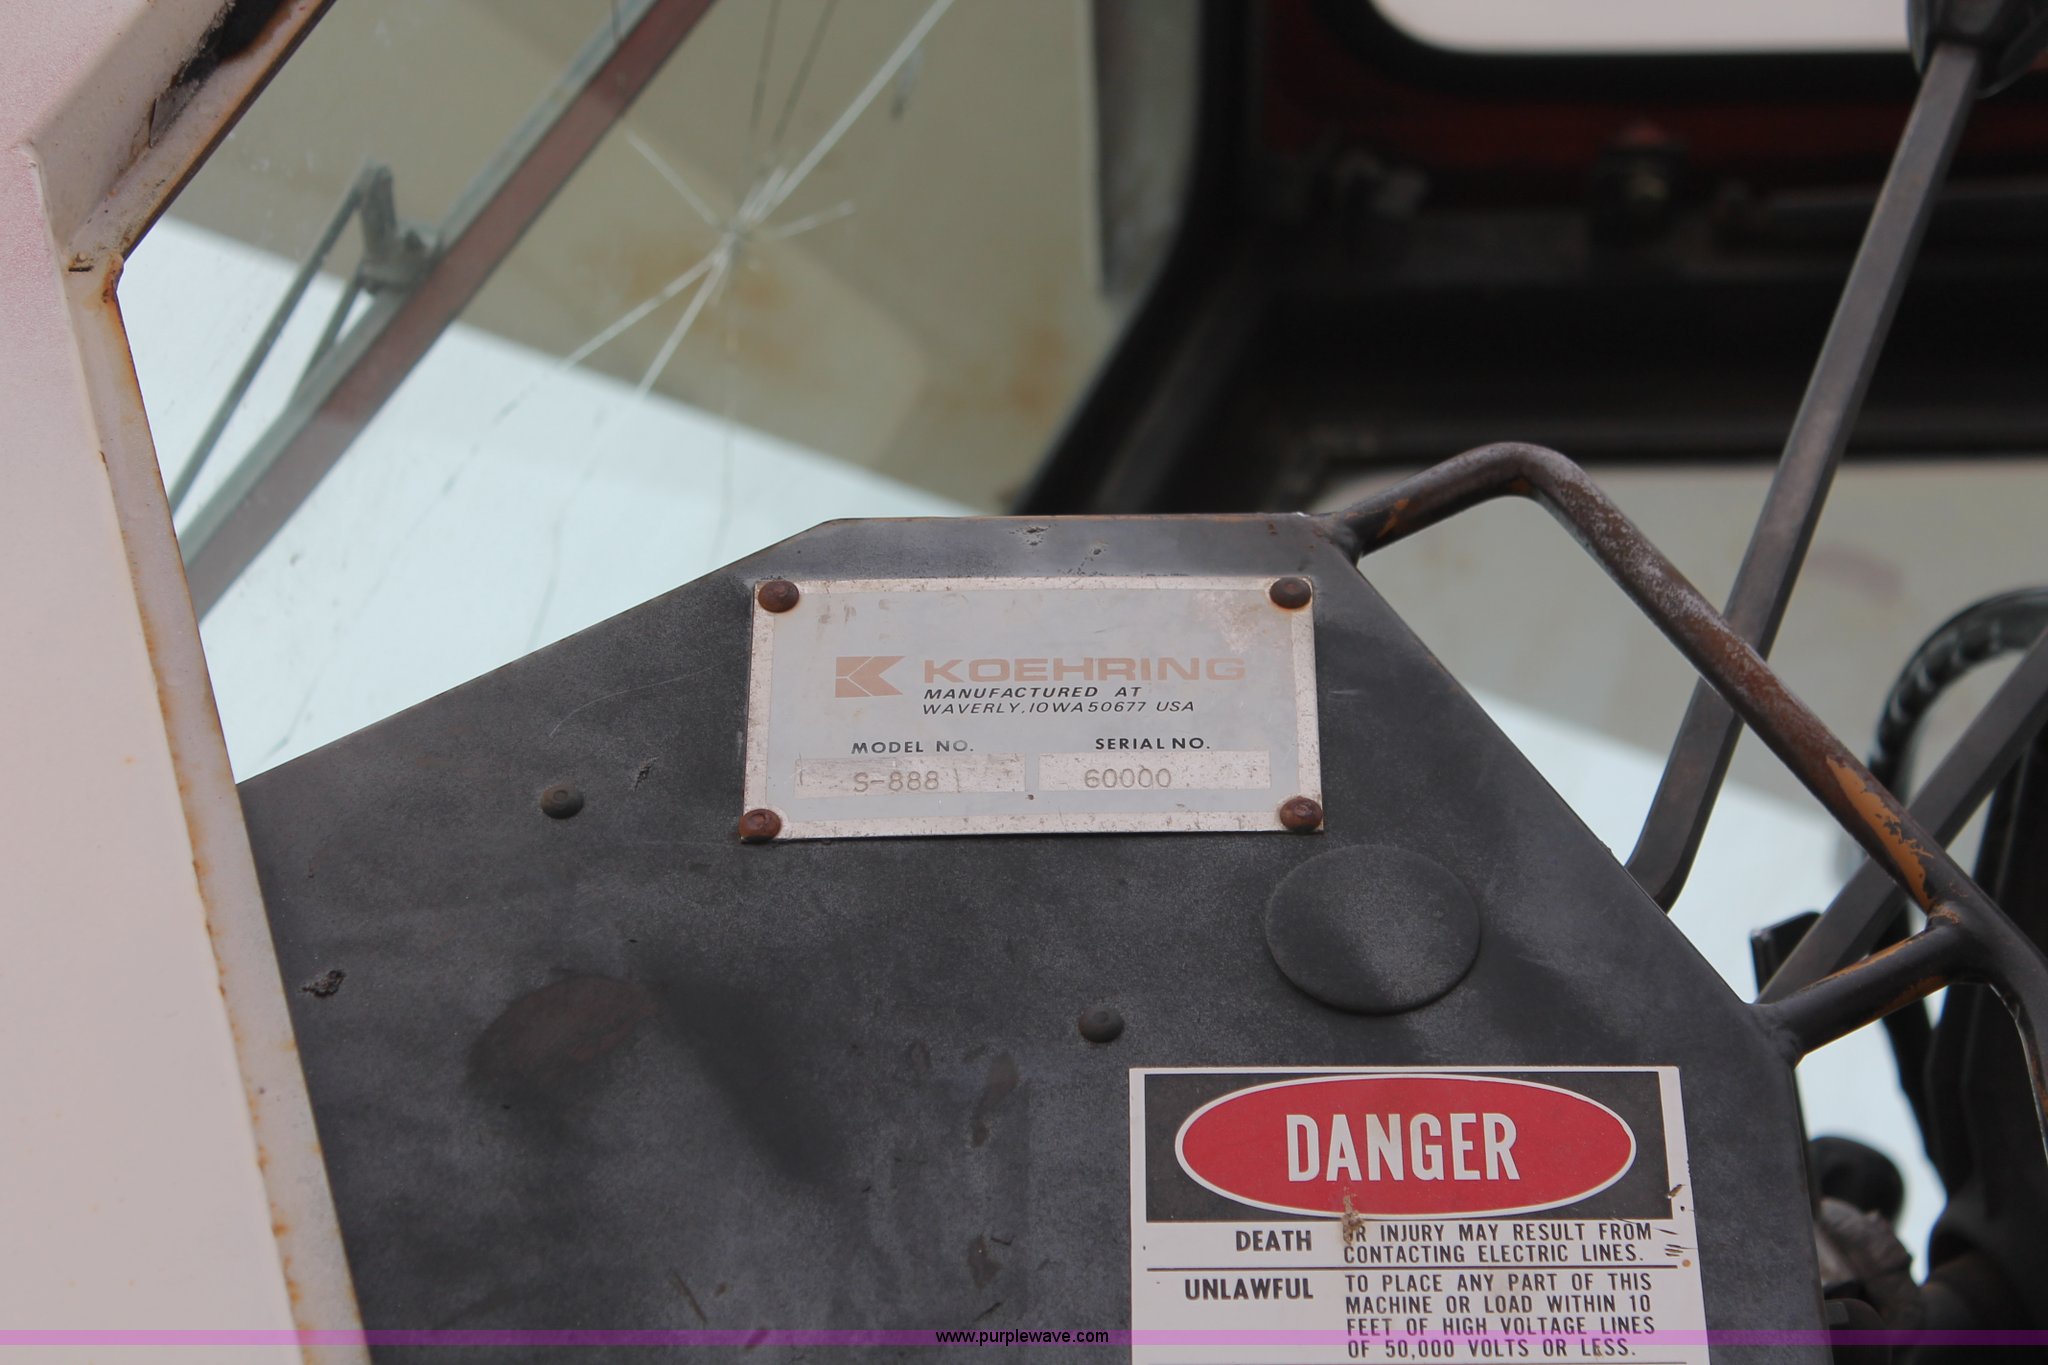 KOEHRING
MANUFACTURED AT
WAVERLY, IOWA 50677 USA
MODEL NO. SERIAL NO.
S-888 60000
DANGER
DEATH OR INJURY MAY RESULT FROM
CONTACTING ELECTRIC LINES.
UNLAWFUL TO PLACE ANY PART OF THIS
MACHINE OR LOAD WITHIN 10
FEET OF HIGH VOLTAGE LINES
OF 50,000 VOLTS OR LESS.
www.purplewave.com